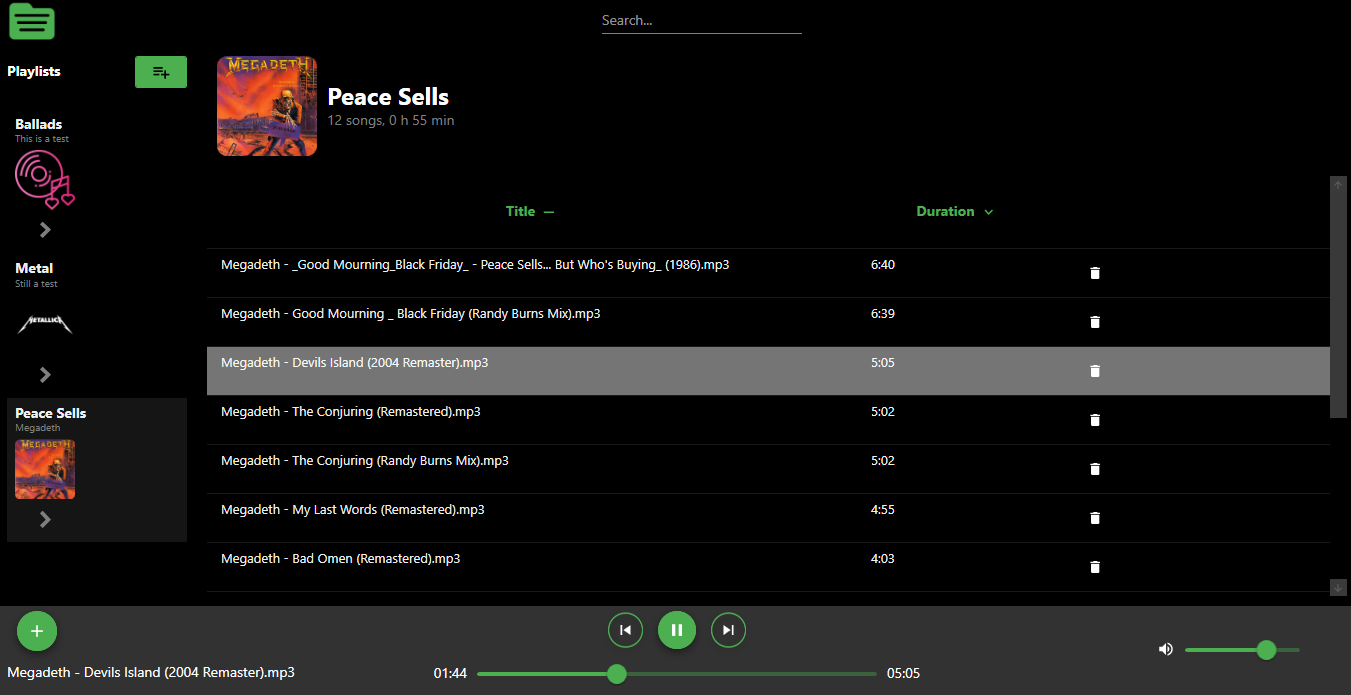 Search...
Playlists
MEGADETH
Peace Sells
12 songs, 0 h 55 min
Ballads
This is a test
Metal
Still a test
METALLICA
Peace Sells
Megadeth
MEGADETH
Title
Duration
Megadeth - _Good Mourning_Black Friday_ - Peace Sells... But Who's Buying_ (1986).mp3 6:40
Megadeth - Good Mourning _ Black Friday (Randy Burns Mix).mp3 6:39
Megadeth - Devils Island (2004 Remaster).mp3 5:05
Megadeth - The Conjuring (Remastered).mp3 5:02
Megadeth - The Conjuring (Randy Burns Mix).mp3 5:02
Megadeth - My Last Words (Remastered).mp3 4:55
Megadeth - Bad Omen (Remastered).mp3 4:03
Megadeth - Devils Island (2004 Remaster).mp3
01:44
05:05